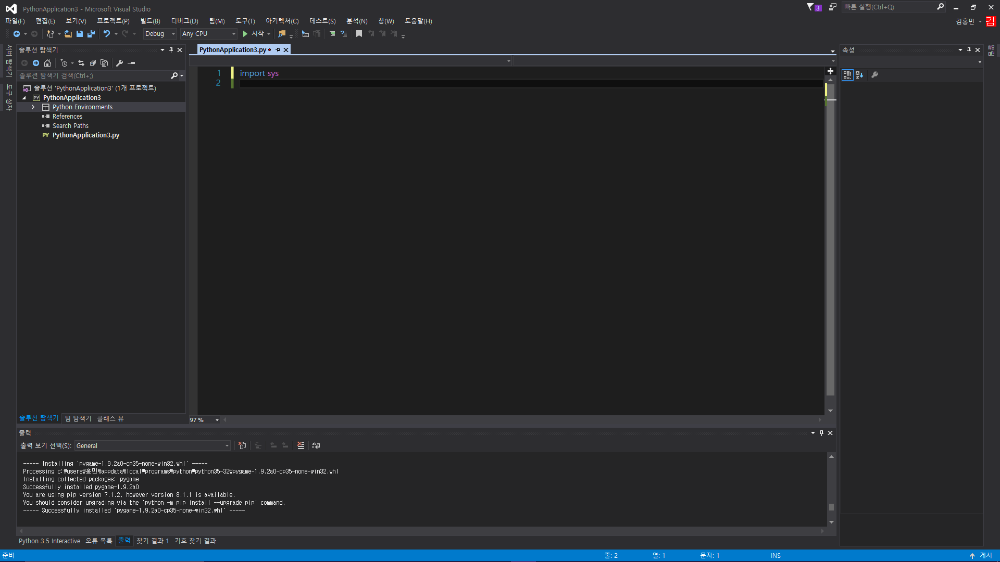 PythonApplication3 - Microsoft Visual Studio
3
빠른 실행(Ctrl+Q)
파일(F) 편집(E) 보기(V) 프로젝트(P) 빌드(B) 디버그(D) 팀(M) 도구(T) 아키텍처(C) 테스트(S) 분석(N) 창(W) 도움말(H)
김홍민 김
Debug Any CPU 시작
서버 탐색기
도구 상자
솔루션 탐색기
솔루션 탐색기 검색(Ctrl+;)
솔루션 'PythonApplication3' (1개 프로젝트)
PY PythonApplication3
Python Environments
References
Search Paths
PY PythonApplication3.py
솔루션 탐색기 팀 탐색기 클래스 뷰
PythonApplication3.py
1 import sys
2
97 %
속성
알림
출력
출력 보기 선택(S): General
----- Installing 'pygame-1.9.2a0-cp35-none-win32.whl' -----
Processing c:₩users₩홍민₩appdata₩local₩programs₩python₩python35-32₩pygame-1.9.2a0-cp35-none-win32.whl
Installing collected packages: pygame
Successfully installed pygame-1.9.2a0
You are using pip version 7.1.2, however version 8.1.1 is available.
You should consider upgrading via the 'python -m pip install --upgrade pip' command.
----- Successfully installed 'pygame-1.9.2a0-cp35-none-win32.whl' -----
Python 3.5 Interactive 오류 목록 출력 찾기 결과 1 기호 찾기 결과
준비 줄: 2 열: 1 문자: 1 INS 게시